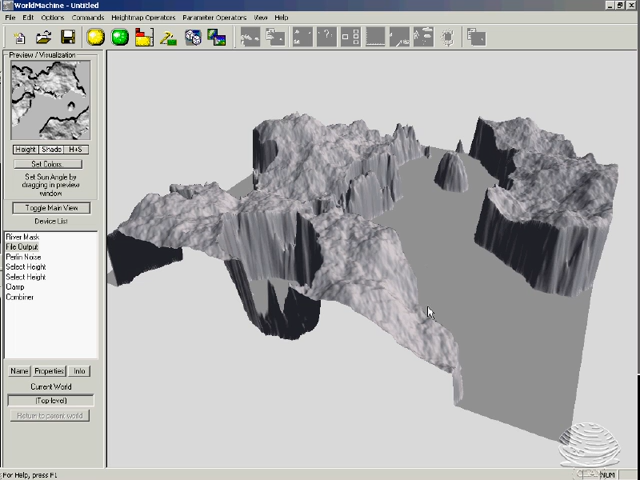 WorldMachine - Untitled
File Edit Options Commands Heightmap Operators Parameter Operators View Help
Preview / Visualization
Height Shade H+S
Set Colors...
Set Sun Angle by
dragging in preview
window
Toggle Main View
Device List
River Mask
File Output
Perlin Noise
Select Height
Select Height
Clamp
Combiner
Name Properties Info
Current World
(Top level)
Return to parent world
For Help, press F1
NUM